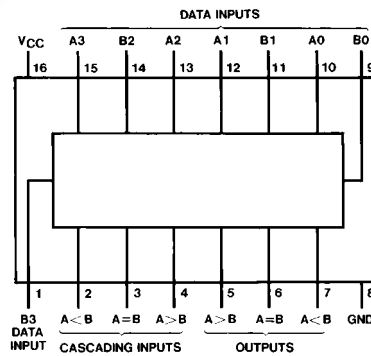 DATA INPUTS
VCC A3 B2 A2 A1 B1 A0 B0
16 15 14 13 12 11 10 9
1 2 3 4 5 6 7 8
B3 A<B A=B A>B A>B A=B A<B GND
DATA
INPUT CASCADING INPUTS OUTPUTS